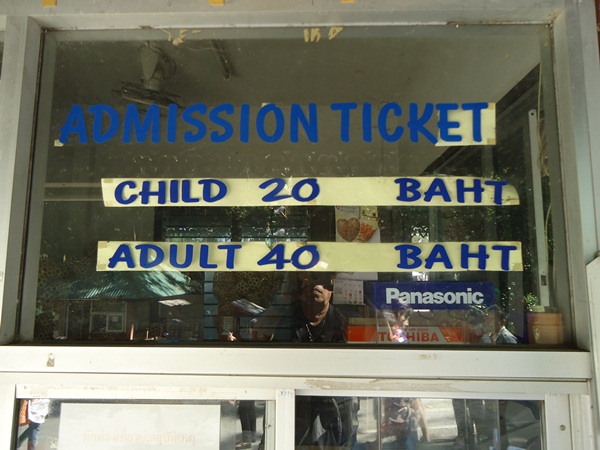 ADMISSION TICKET
CHILD 20 BAHT
ADULT 40 BAHT
Panasonic
TOSHIBA